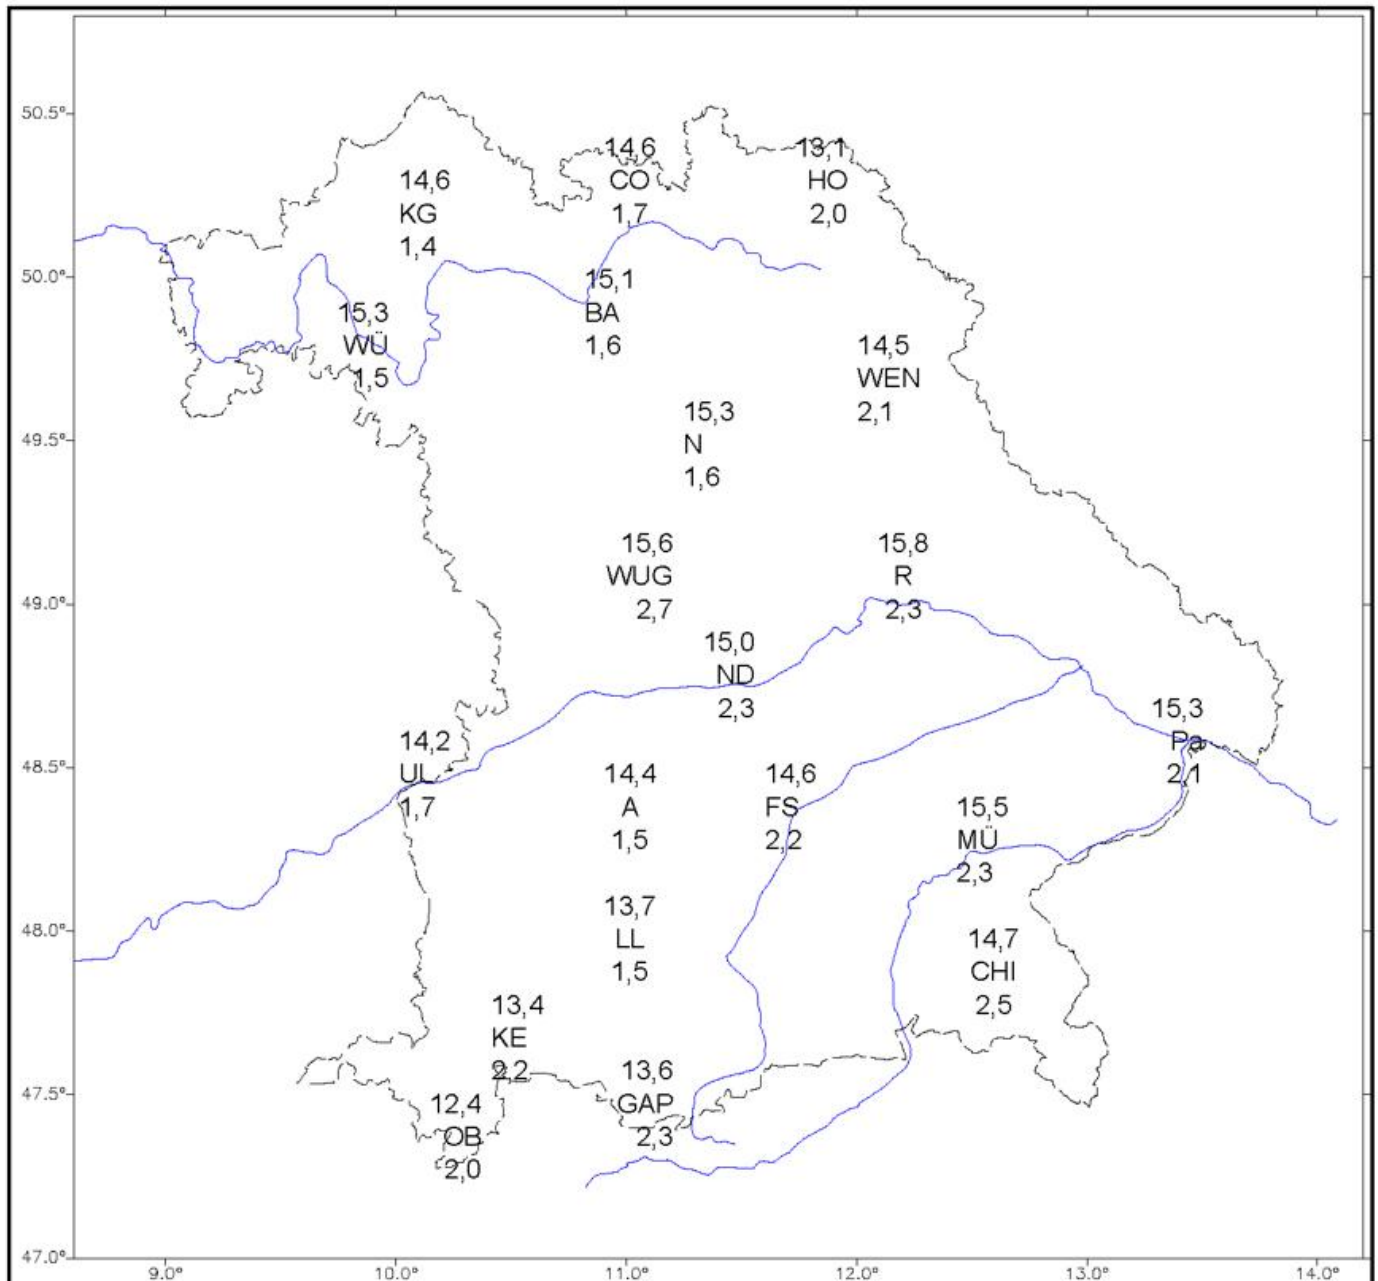 50.5°
14,6
CO
1,7
13,1
HO
2,0
14,6
KG
1,4
50.0°
15,1
BA
1,6
15,3
WÜ
1,5
14,5
WEN
2,1
49.5°
15,3
N
1,6
15,6
WUG
2,7
15,8
R
2,3
49.0°
15,0
ND
2,3
15,3
Pa
2,1
14,2
UL
1,7
48.5°
14,4
A
1,5
14,6
FS
2,2
15,5
MÜ
2,3
13,7
LL
1,5
48.0°
14,7
CHI
2,5
13,4
KE
2,2
13,6
GAP
2,3
47.5°
12,4
OB
2,0
47.0°
9.0°
10.0°
11.0°
12.0°
13.0°
14.0°